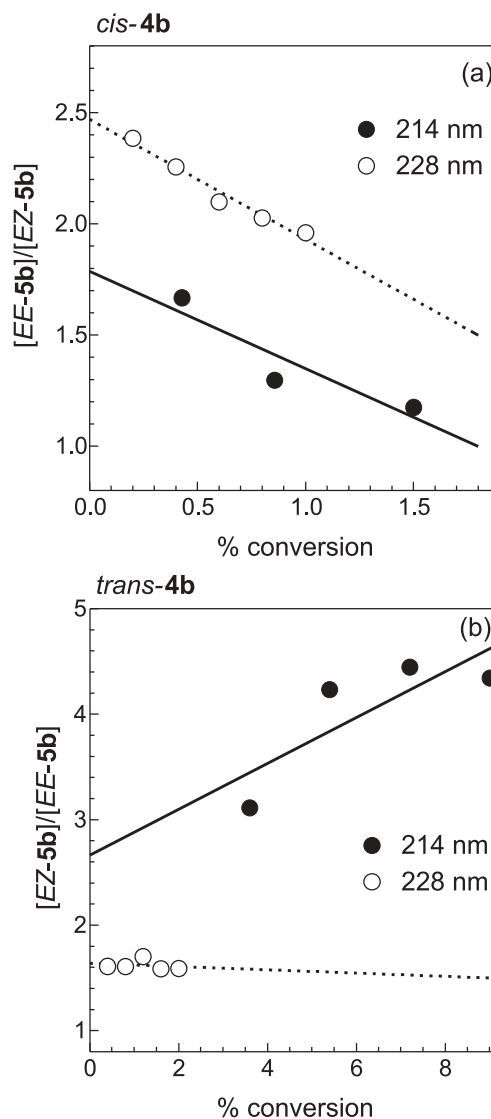 cis-4b
(a)
214 nm
228 nm
2.5
2.0
1.5
1.0
[EE-5b]/[EZ-5b]
0.0 0.5 1.0 1.5
% conversion
trans-4b
(b)
5
4
3
2
1
[EZ-5b]/[EE-5b]
214 nm
228 nm
0 2 4 6 8
% conversion